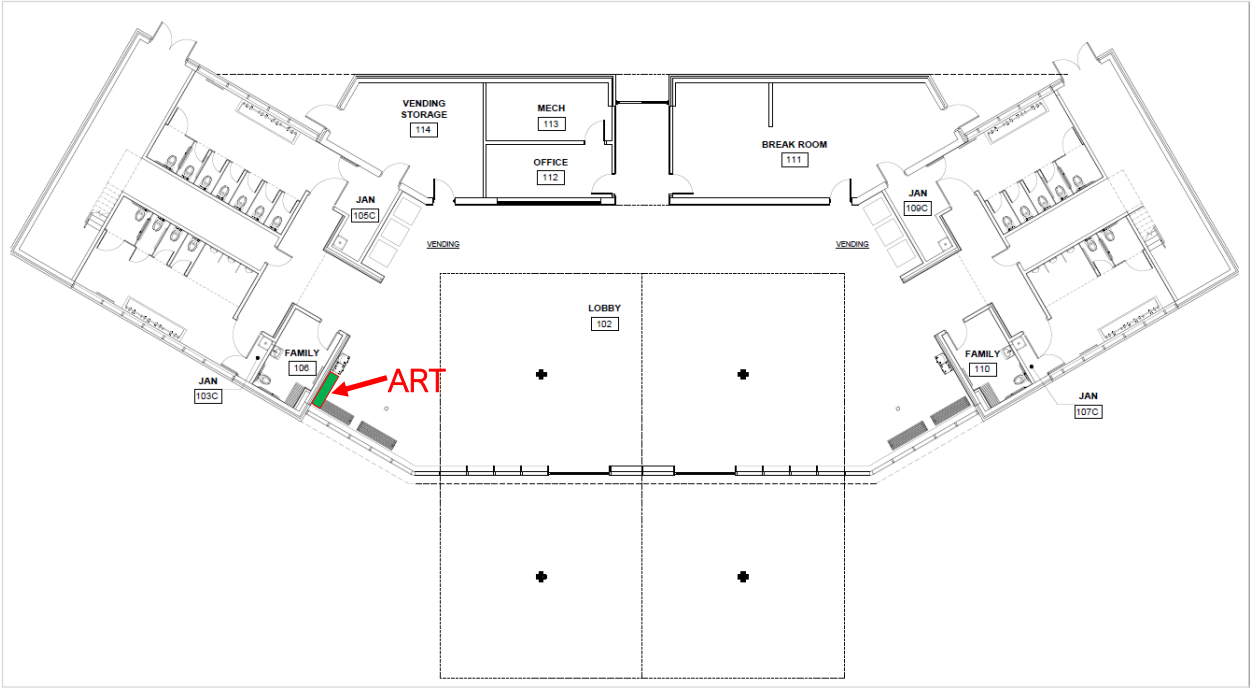 VENDING
STORAGE
114
MECH
113
OFFICE
112
BREAK ROOM
111
JAN
105C
JAN
109C
VENDING
VENDING
LOBBY
102
FAMILY
106
ART
FAMILY
110
JAN
103C
JAN
107C